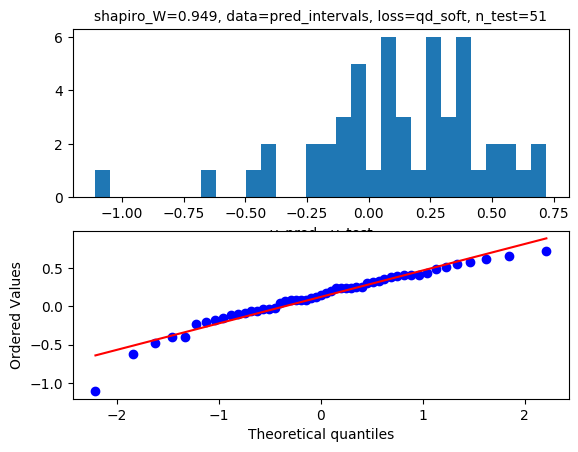 shapiro_W=0.949, data=pred_intervals, loss=qd_soft, n_test=51
6
4
2
0
−1.00 −0.75 −0.50 −0.25 0.00 0.25 0.50 0.75
Ordered Values
0.5
0.0
−0.5
−1.0
−2 −1 0 1 2
Theoretical quantiles